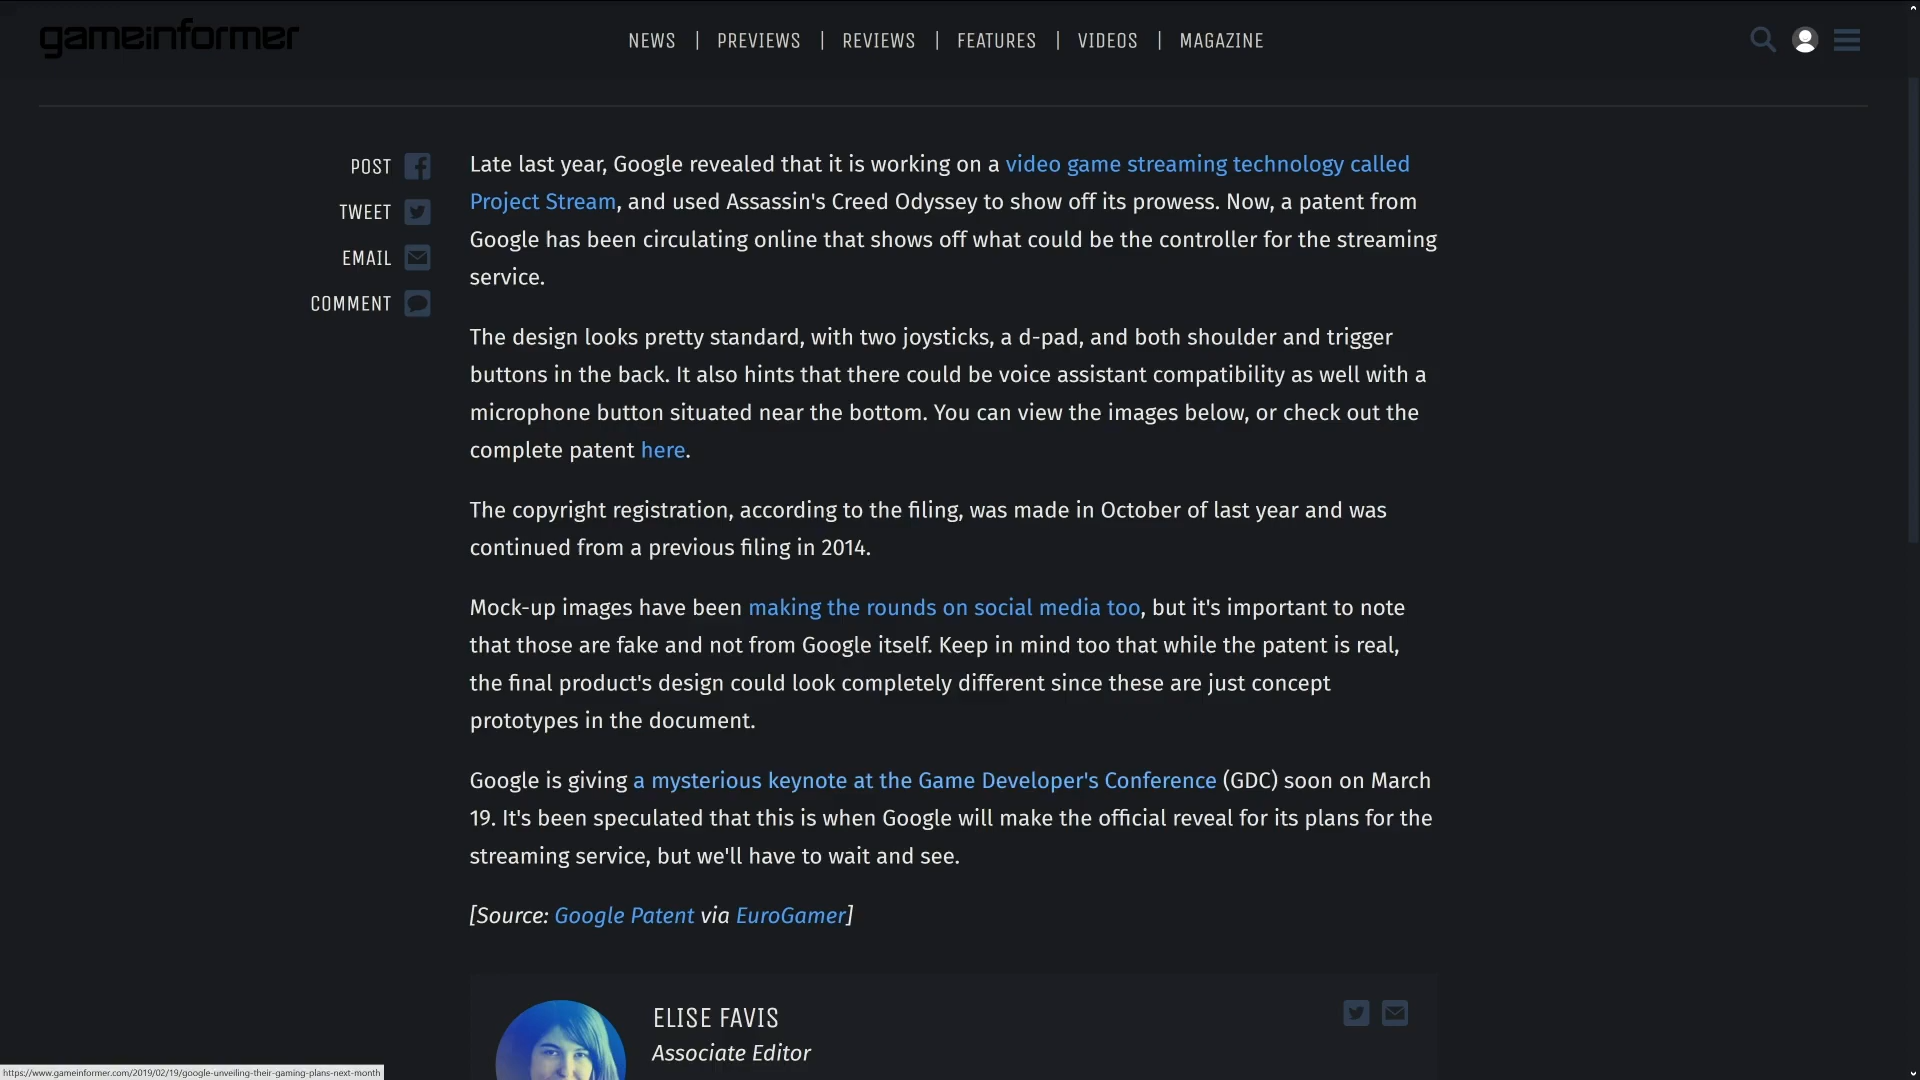 gameinformer
NEWS | PREVIEWS | REVIEWS | FEATURES | VIDEOS | MAGAZINE
POST
TWEET
EMAIL
COMMENT
Late last year, Google revealed that it is working on a video game streaming technology called
Project Stream, and used Assassin's Creed Odyssey to show off its prowess. Now, a patent from
Google has been circulating online that shows off what could be the controller for the streaming
service.
The design looks pretty standard, with two joysticks, a d-pad, and both shoulder and trigger
buttons in the back. It also hints that there could be voice assistant compatibility as well with a
microphone button situated near the bottom. You can view the images below, or check out the
complete patent here.
The copyright registration, according to the filing, was made in October of last year and was
continued from a previous filing in 2014.
Mock-up images have been making the rounds on social media too, but it's important to note
that those are fake and not from Google itself. Keep in mind too that while the patent is real,
the final product's design could look completely different since these are just concept
prototypes in the document.
Google is giving a mysterious keynote at the Game Developer's Conference (GDC) soon on March
19. It's been speculated that this is when Google will make the official reveal for its plans for the
streaming service, but we'll have to wait and see.
[Source: Google Patent via EuroGamer]
ELISE FAVIS
Associate Editor
https://www.gameinformer.com/2019/02/19/google-unveiling-their-gaming-plans-next-month